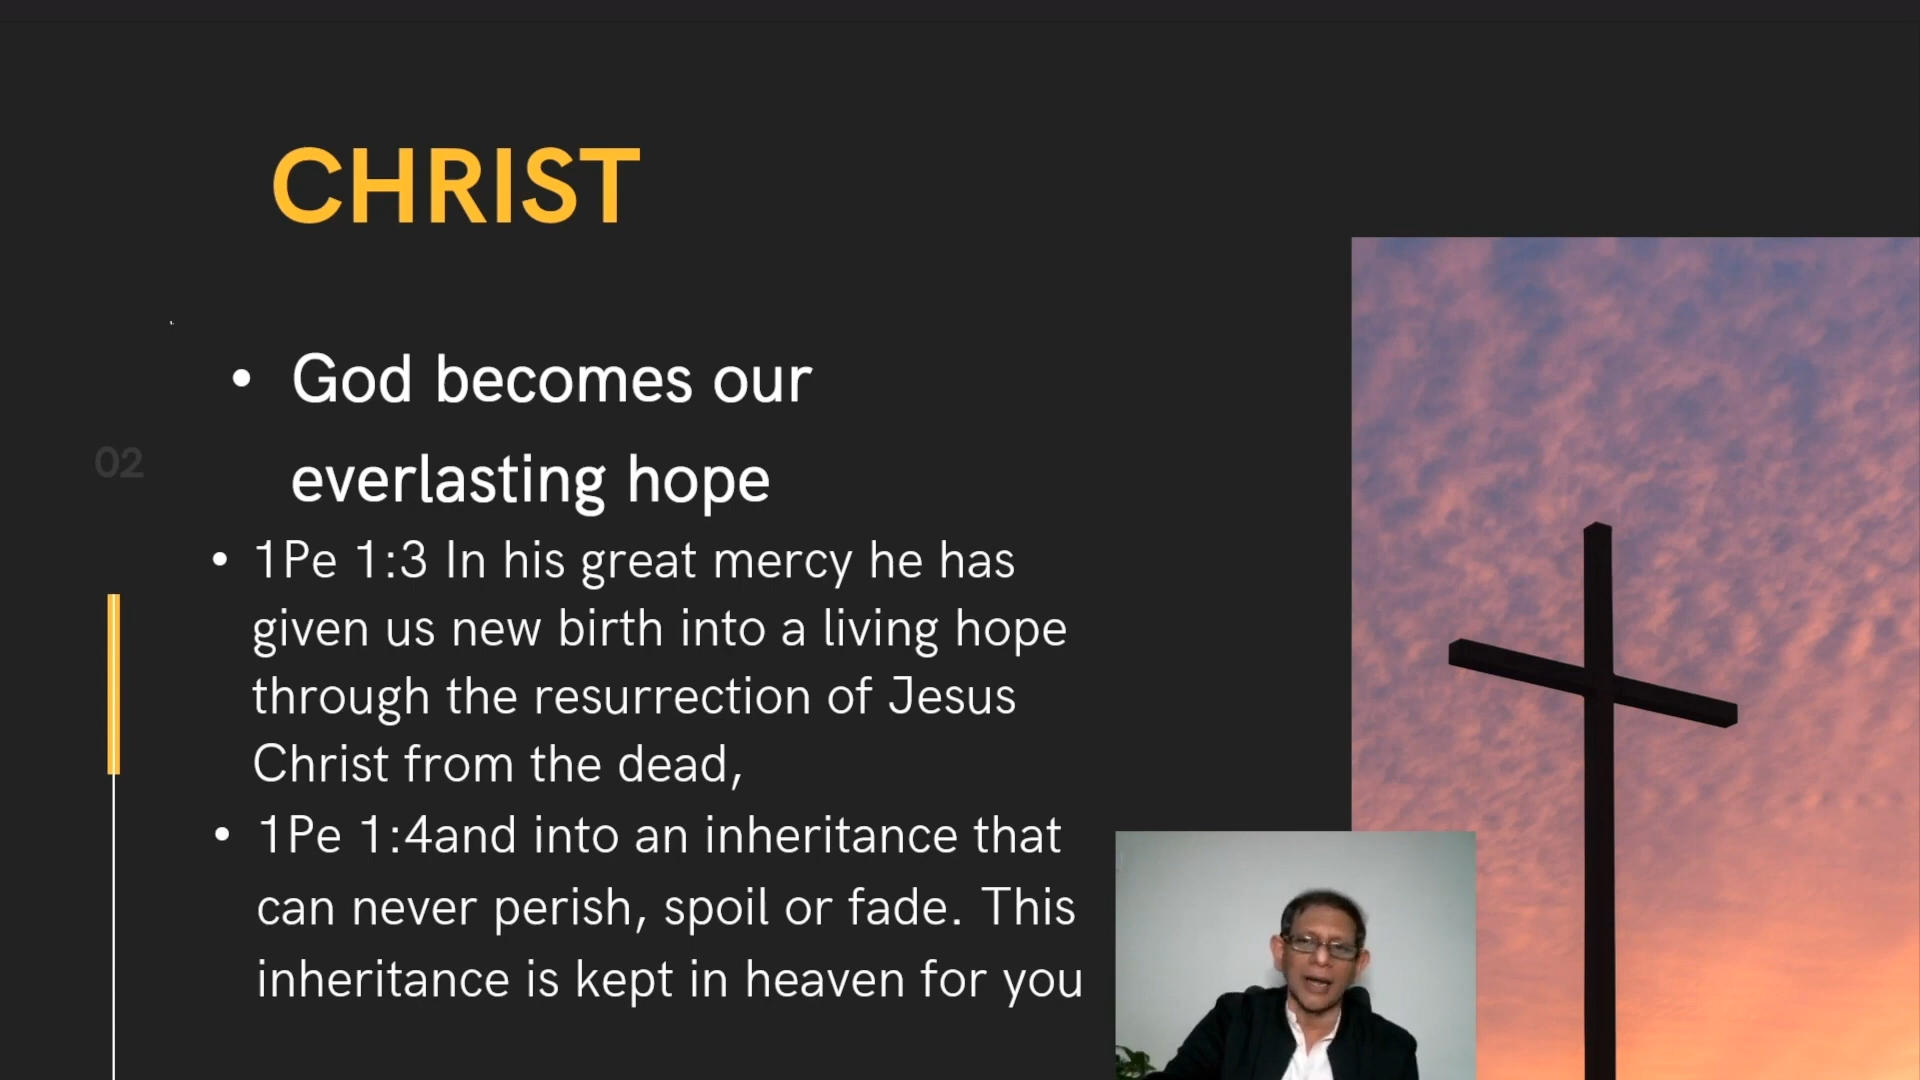 CHRIST
• God becomes our
everlasting hope
02
• 1Pe 1:3 In his great mercy he has
given us new birth into a living hope
through the resurrection of Jesus
Christ from the dead,
• 1Pe 1:4and into an inheritance that
can never perish, spoil or fade. This
inheritance is kept in heaven for you